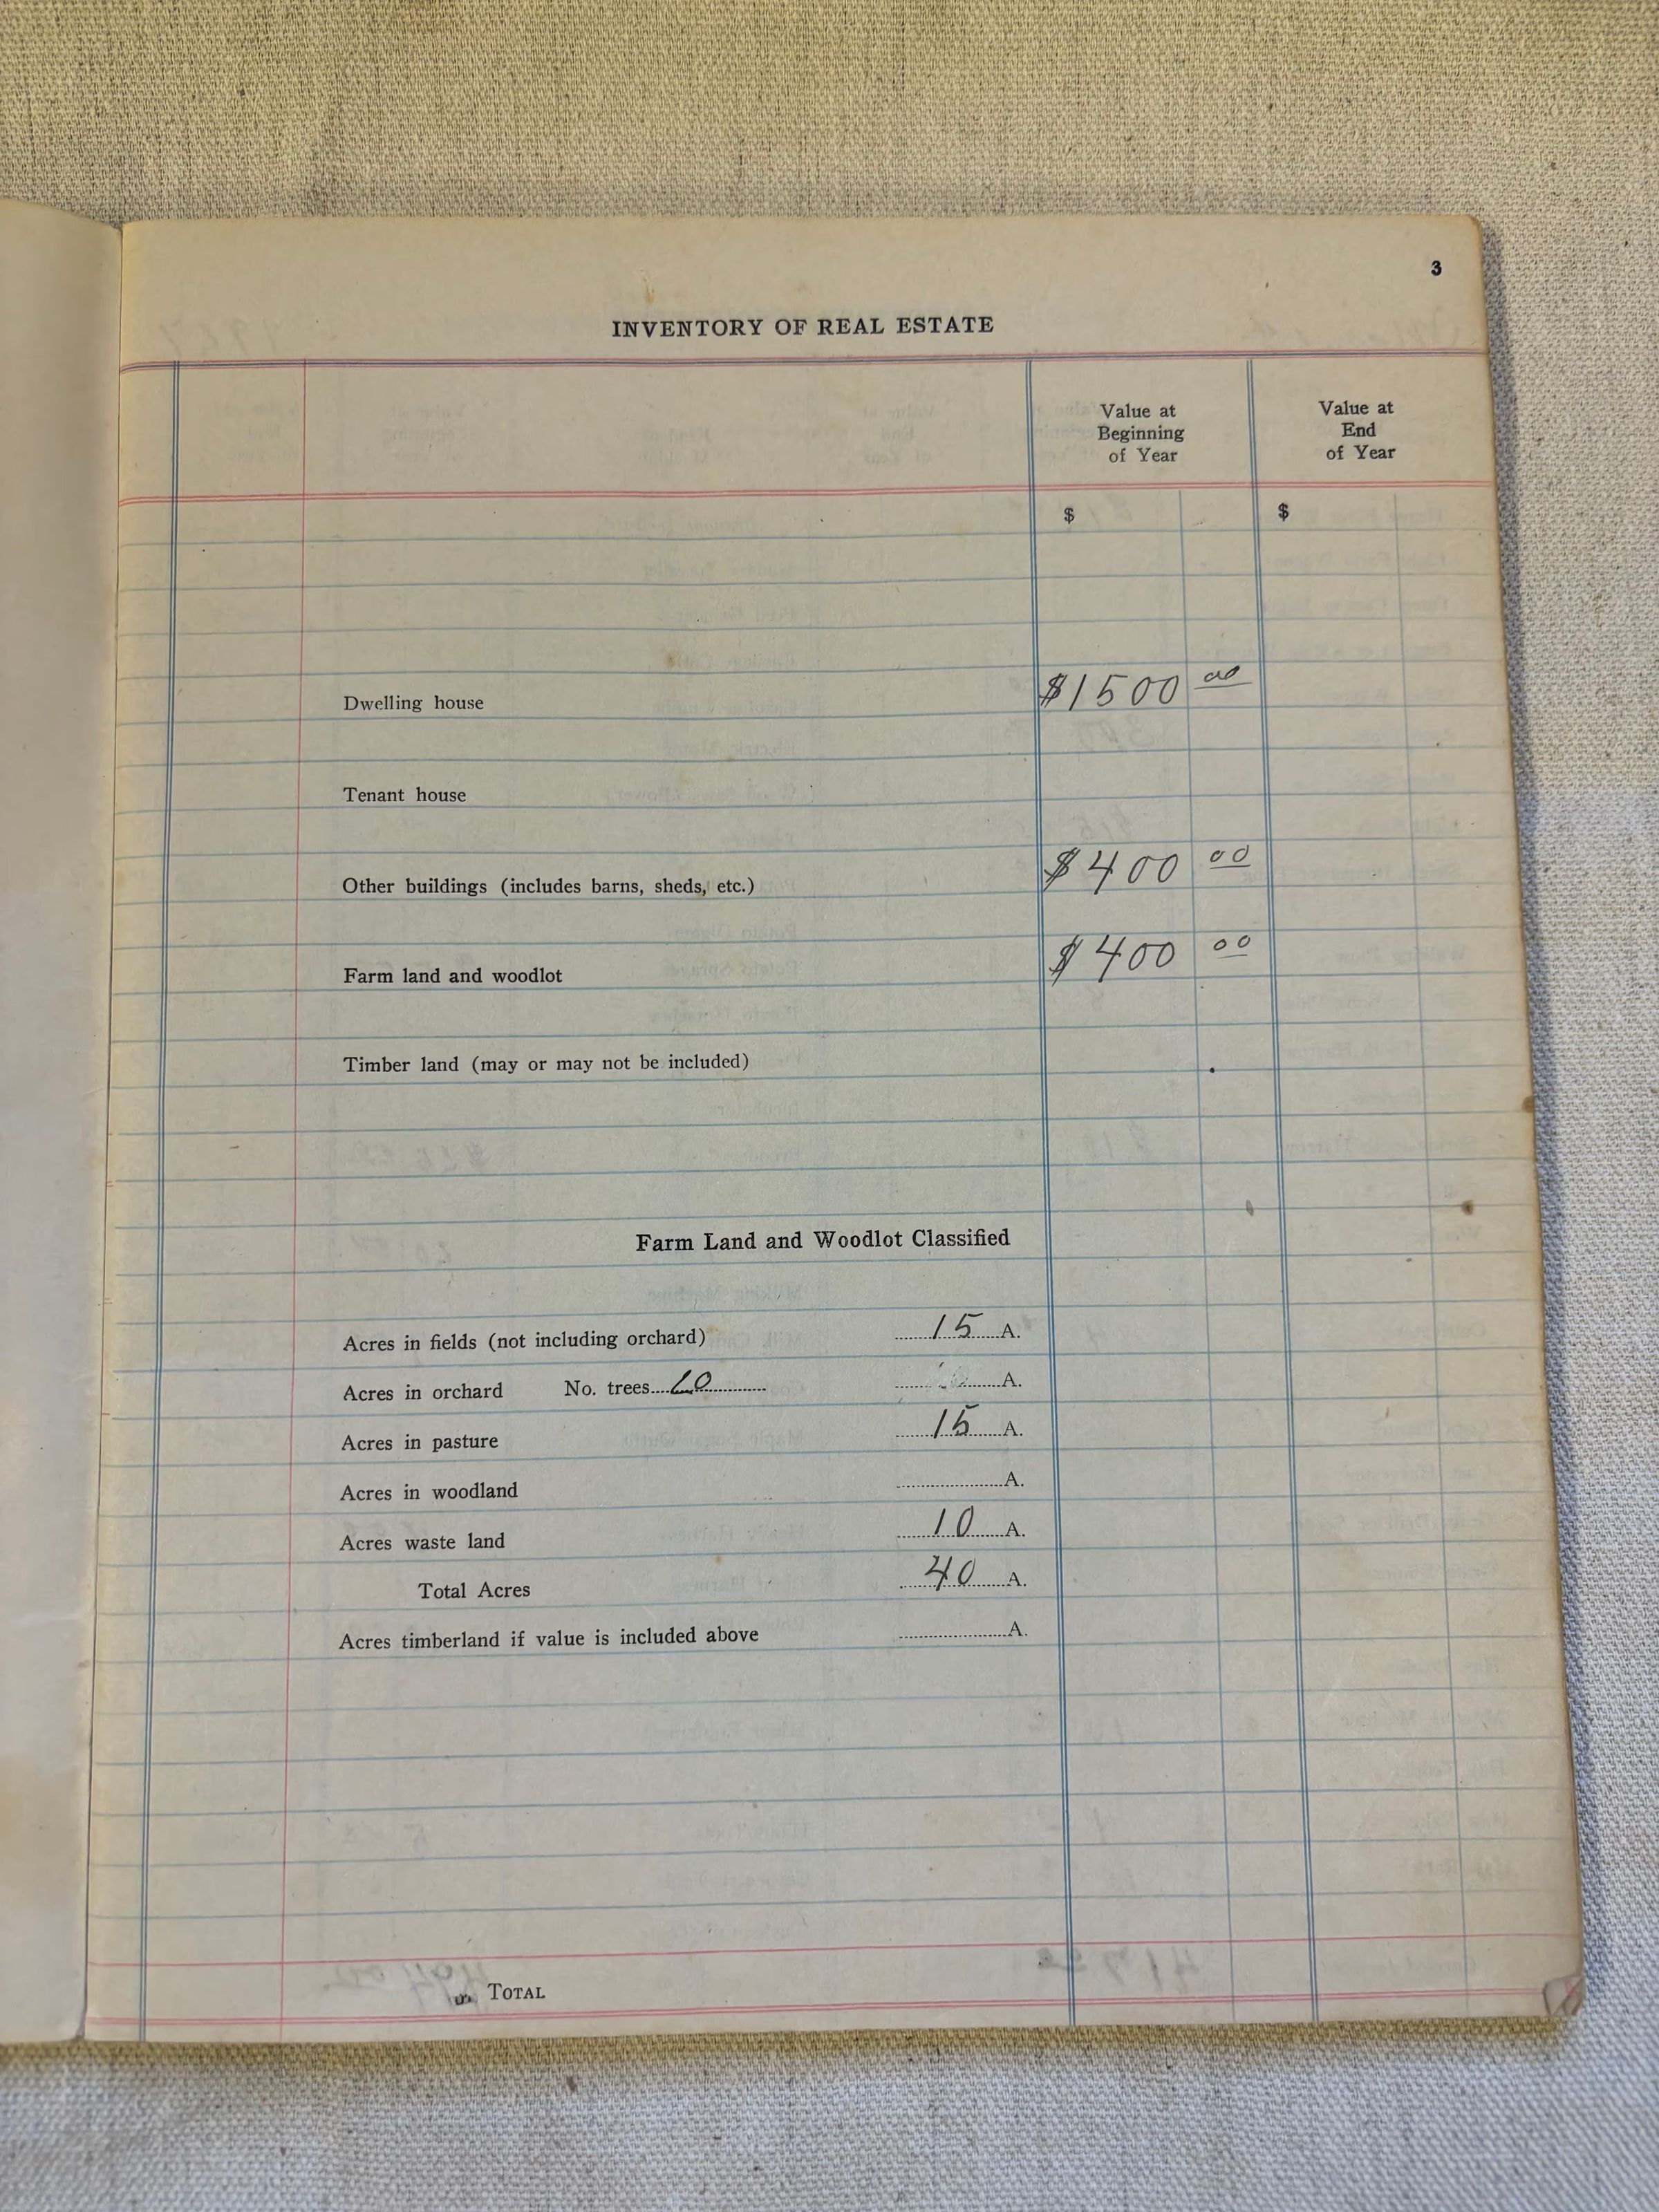 3
INVENTORY OF REAL ESTATE
Value at Beginning of Year
Value at End of Year
$ $
Dwelling house $1500 00
Tenant house
Other buildings (includes barns, sheds, etc.) $400 00
Farm land and woodlot $400 00
Timber land (may or may not be included)
Farm Land and Woodlot Classified
Acres in fields (not including orchard) 15 A.
Acres in orchard No. trees A.
Acres in pasture 15 A.
Acres in woodland A.
Acres waste land 10 A.
Total Acres 40 A.
Acres timberland if value is included above A.
TOTAL